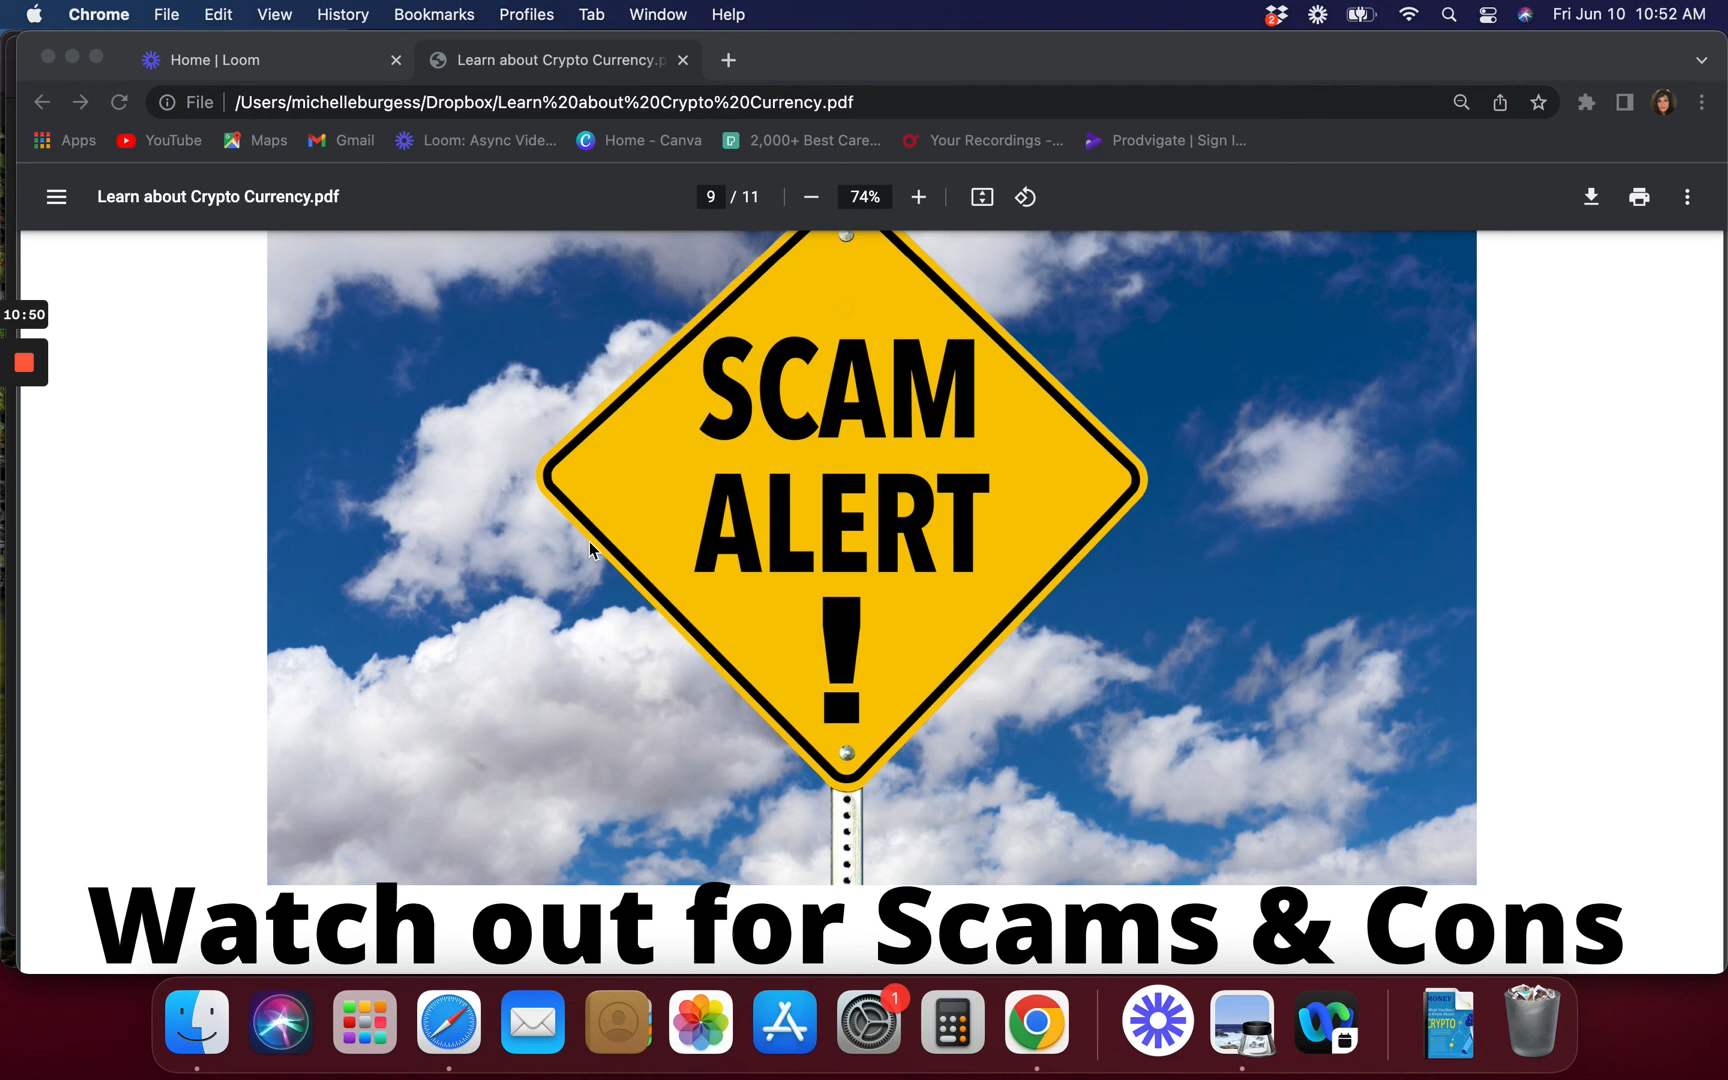 Chrome File Edit View History Bookmarks Profiles Tab Window Help 2 Fri Jun 10 10:52 AM
Home | Loom Learn about Crypto Currency.p
File /Users/michelleburgess/Dropbox/Learn%20about%20Crypto%20Currency.pdf
Apps YouTube Maps Gmail Loom: Async Vide... Home - Canva 2,000+ Best Care... Your Recordings -... Prodvigate | Sign I...
Learn about Crypto Currency.pdf 9 / 11 74%
10:50
SCAM
ALERT
!
Watch out for Scams & Cons
1
MONEY
CRYPTO